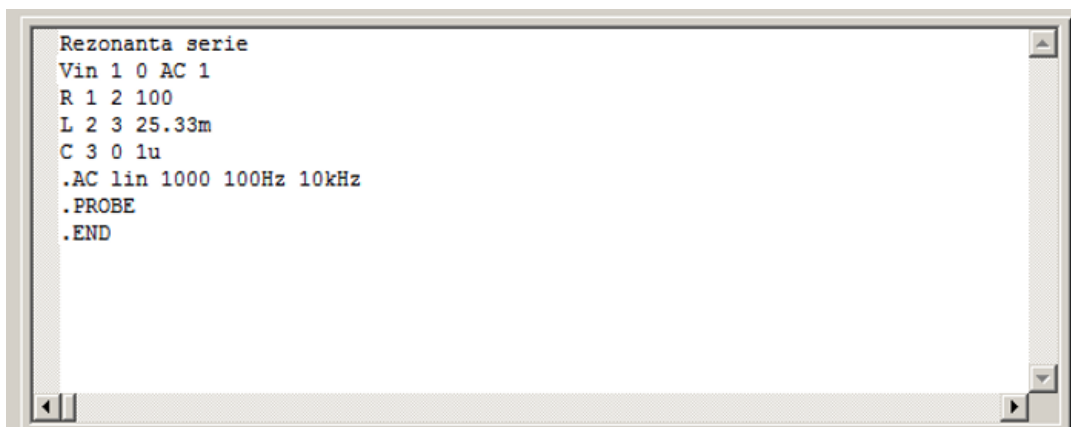 Rezonanta serie
Vin 1 0 AC 1
R 1 2 100
L 2 3 25.33m
C 3 0 1u
.AC lin 1000 100Hz 10kHz
.PROBE
.END